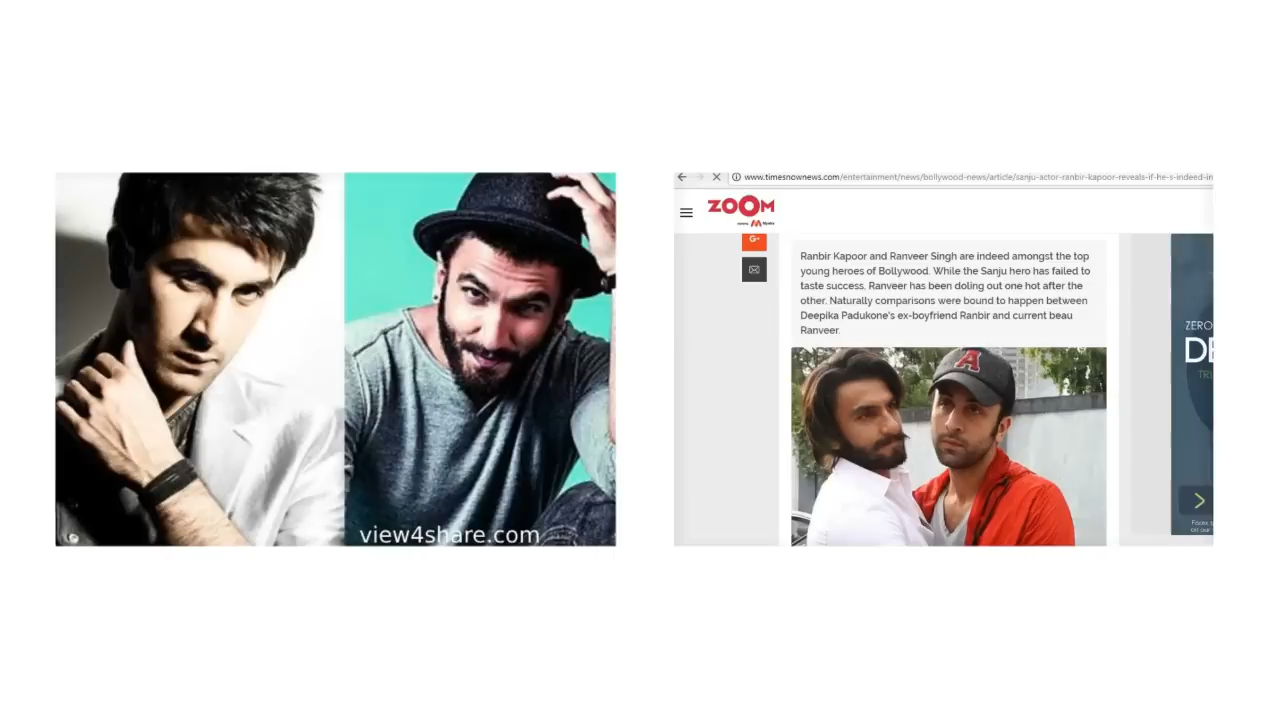 view4share.com
www.timesnownews.com/entertainment/news/bollywood-news/article/sanju-actor-ranbir-kapoor-reveals-if-he-s-indeed-in
ZOOM
G+
Ranbir Kapoor and Ranveer Singh are indeed amongst the top
young heroes of Bollywood. While the Sanju hero has failed to
taste success. Ranveer has been doling out one hot after the
other. Naturally comparisons were bound to happen between
Deepika Padukone's ex-boyfriend Ranbir and current beau
Ranveer.
A
ZERO
DE
TRY